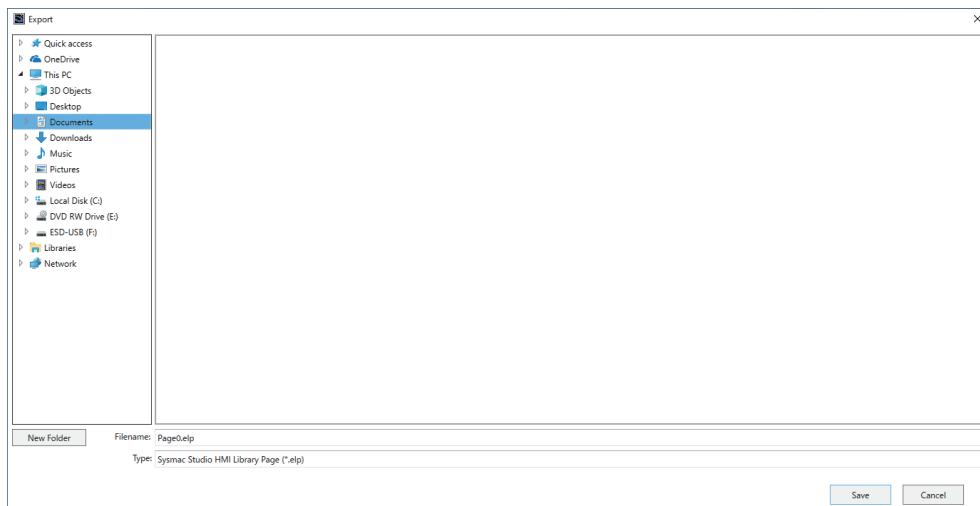 Export
Quick access
OneDrive
This PC
3D Objects
Desktop
Documents
Downloads
Music
Pictures
Videos
Local Disk (C:)
DVD RW Drive (E:)
ESD-USB (F:)
Libraries
Network
New Folder
Filename: Page0.elp
Type: Sysmac Studio HMI Library Page (*.elp)
Save Cancel